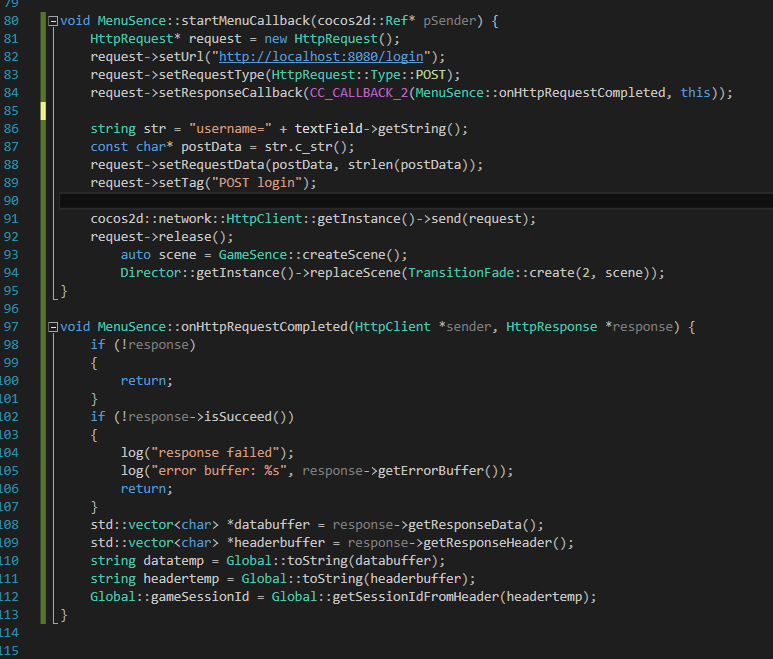 79
80 void MenuSence::startMenuCallback(cocos2d::Ref* pSender) {
81 HttpRequest* request = new HttpRequest();
82 request->setUrl("http://localhost:8080/login");
83 request->setRequestType(HttpRequest::Type::POST);
84 request->setResponseCallback(CC_CALLBACK_2(MenuSence::onHttpRequestCompleted, this));
85
86 string str = "username=" + textField->getString();
87 const char* postData = str.c_str();
88 request->setRequestData(postData, strlen(postData));
89 request->setTag("POST login");
90
91 cocos2d::network::HttpClient::getInstance()->send(request);
92 request->release();
93 auto scene = GameSence::createScene();
94 Director::getInstance()->replaceScene(TransitionFade::create(2, scene));
95 }
96
97 void MenuSence::onHttpRequestCompleted(HttpClient *sender, HttpResponse *response) {
98 if (!response)
99 {
100 return;
101 }
102 if (!response->isSucceed())
103 {
104 log("response failed");
105 log("error buffer: %s", response->getErrorBuffer());
106 return;
107 }
108 std::vector<char> *databuffer = response->getResponseData();
109 std::vector<char> *headerbuffer = response->getResponseHeader();
110 string datatemp = Global::toString(databuffer);
111 string headertemp = Global::toString(headerbuffer);
112 Global::gameSessionId = Global::getSessionIdFromHeader(headertemp);
113 }
114
115